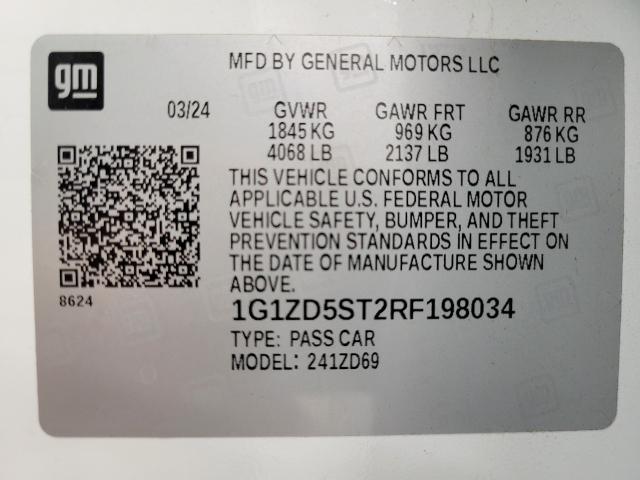 gm
MFD BY GENERAL MOTORS LLC
03/24 GVWR GAWR FRT GAWR RR
1845 KG 969 KG 876 KG
4068 LB 2137 LB 1931 LB
THIS VEHICLE CONFORMS TO ALL
APPLICABLE U.S. FEDERAL MOTOR
VEHICLE SAFETY, BUMPER, AND THEFT
PREVENTION STANDARDS IN EFFECT ON
THE DATE OF MANUFACTURE SHOWN
ABOVE.
8624
1G1ZD5ST2RF198034
TYPE: PASS CAR
MODEL: 241ZD69